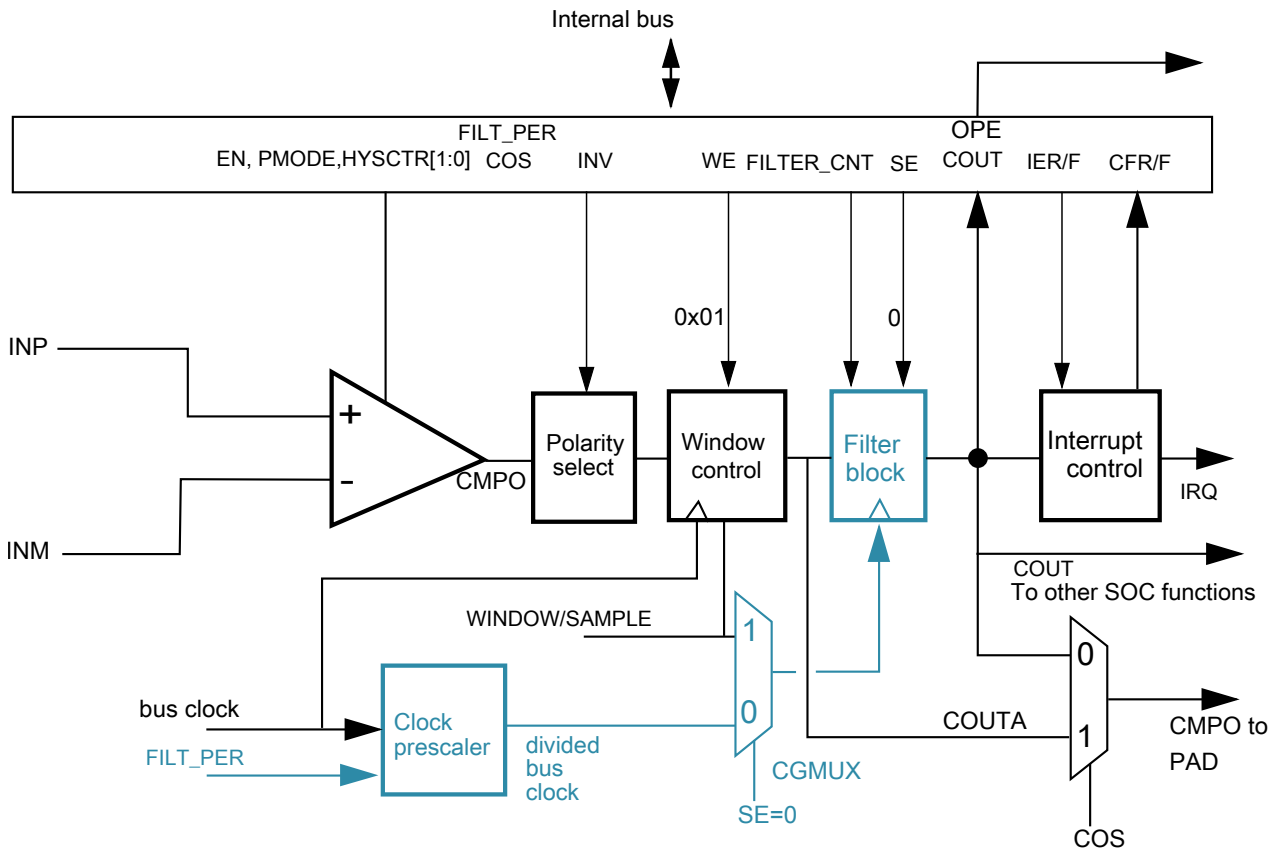 Internal bus
FILT_PER
OPE
EN, PMODE,HYSCTR[1:0]
COS
INV
WE
FILTER_CNT
SE
COUT
IER/F
CFR/F
0x01
0
INP
+
-
INM
CMPO
Polarity
select
Window
control
Filter
block
Interrupt
control
IRQ
COUT
To other SOC functions
WINDOW/SAMPLE
1
0
bus clock
FILT_PER
Clock
prescaler
divided
bus
clock
CGMUX
SE=0
COUTA
0
1
CMPO to
PAD
COS